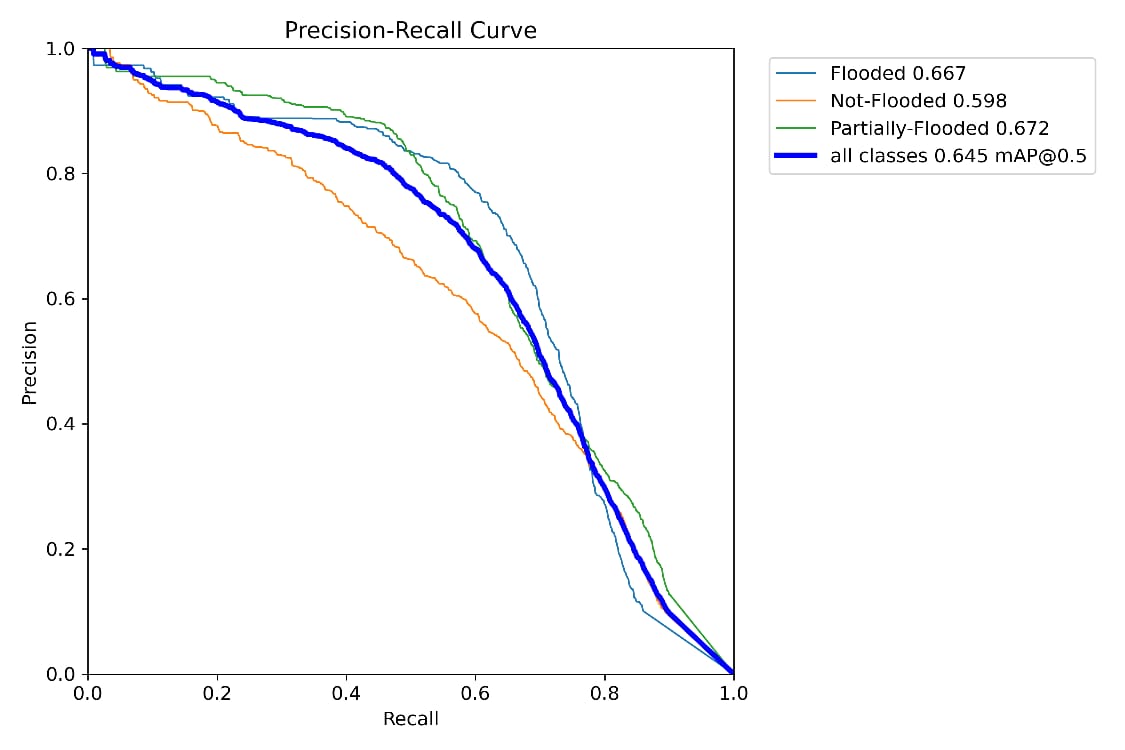 Precision-Recall Curve
1.0
0.8
0.6
0.4
0.2
0.0
Precision
0.0 0.2 0.4 0.6 0.8 1.0
Recall
Flooded 0.667
Not-Flooded 0.598
Partially-Flooded 0.672
all classes 0.645 mAP@0.5